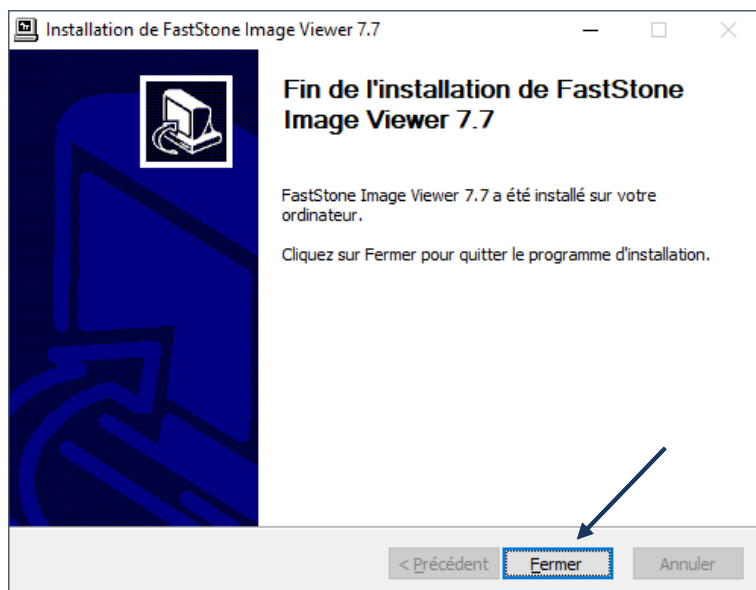 Installation de FastStone Image Viewer 7.7
Fin de l'installation de FastStone
Image Viewer 7.7
FastStone Image Viewer 7.7 a été installé sur votre
ordinateur.
Cliquez sur Fermer pour quitter le programme d'installation.
< Précédent Fermer Annuler